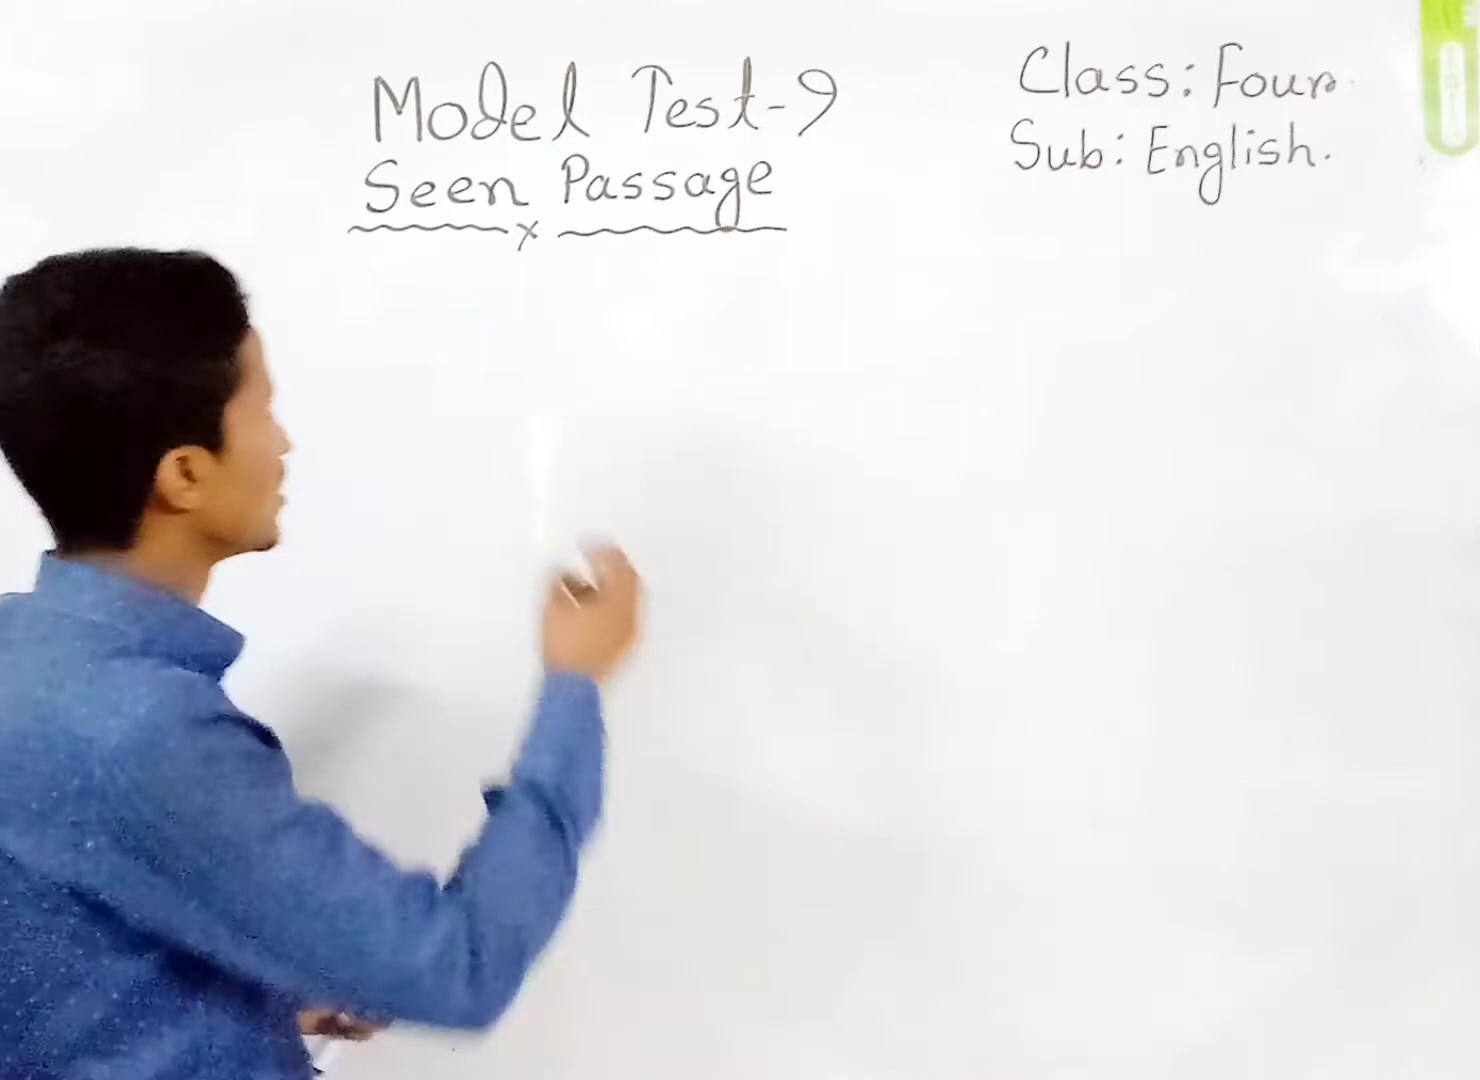 Model Test-9
Seen Passage
x
Class: Four
Sub: English.